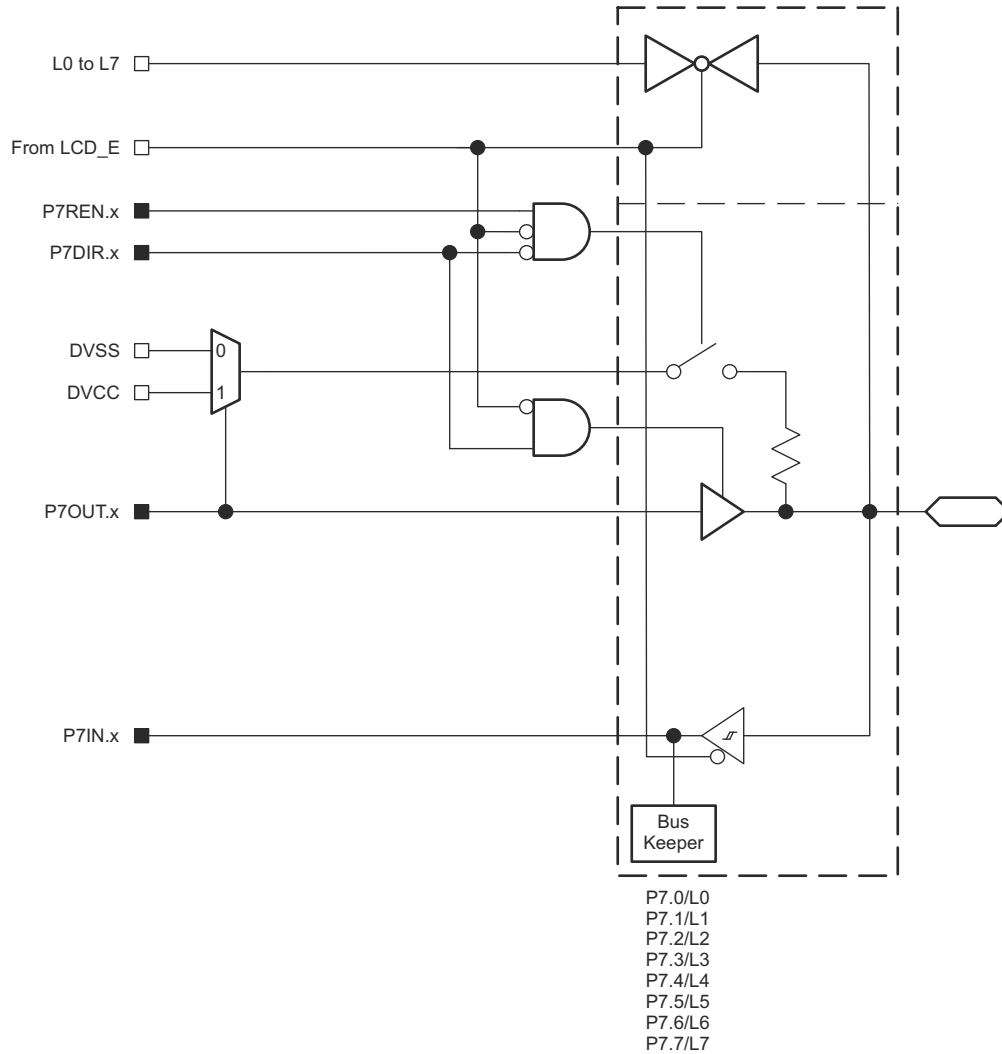 L0 to L7
From LCD_E
P7REN.x
P7DIR.x
DVSS
0
DVCC
1
P7OUT.x
P7IN.x
Bus
Keeper
P7.0/L0
P7.1/L1
P7.2/L2
P7.3/L3
P7.4/L4
P7.5/L5
P7.6/L6
P7.7/L7